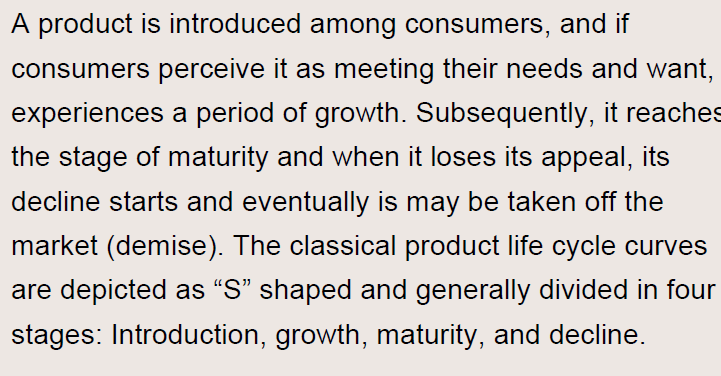 A product is introduced among consumers, and if
consumers perceive it as meeting their needs and want,
experiences a period of growth. Subsequently, it reaches
the stage of maturity and when it loses its appeal, its
decline starts and eventually is may be taken off the
market (demise). The classical product life cycle curves
are depicted as “S” shaped and generally divided in four
stages: Introduction, growth, maturity, and decline.